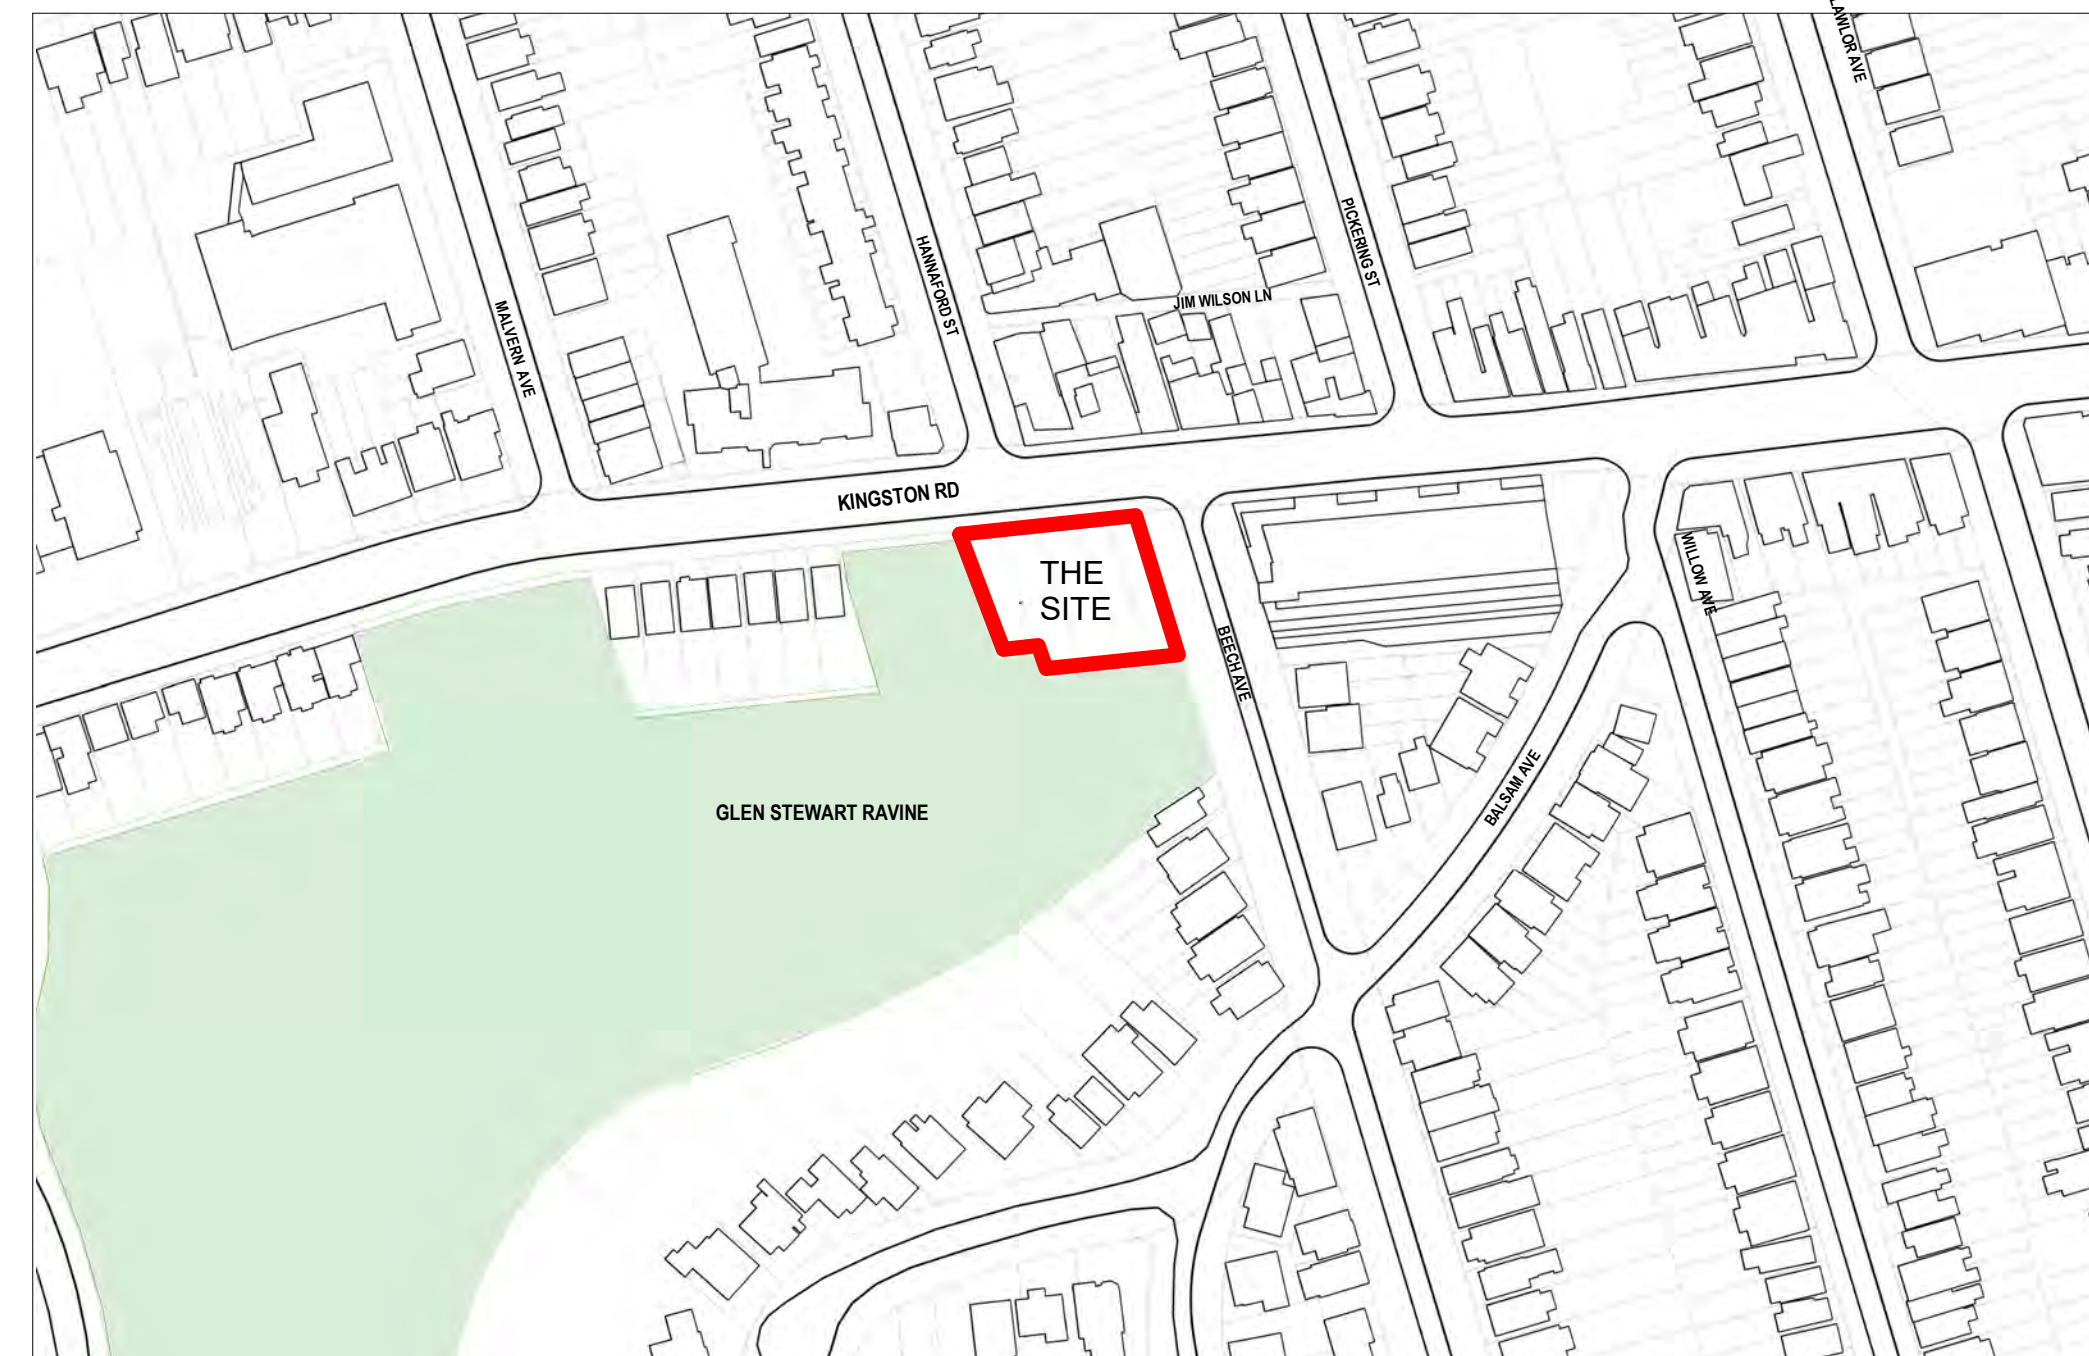 LAWLOR AVE
PICKERING ST
HANNAFORD ST
JIM WILSON LN
MALVERN AVE
KINGSTON RD
THE
SITE
WILLOW AVE
BEECH AVE
BALSAM AVE
GLEN STEWART RAVINE